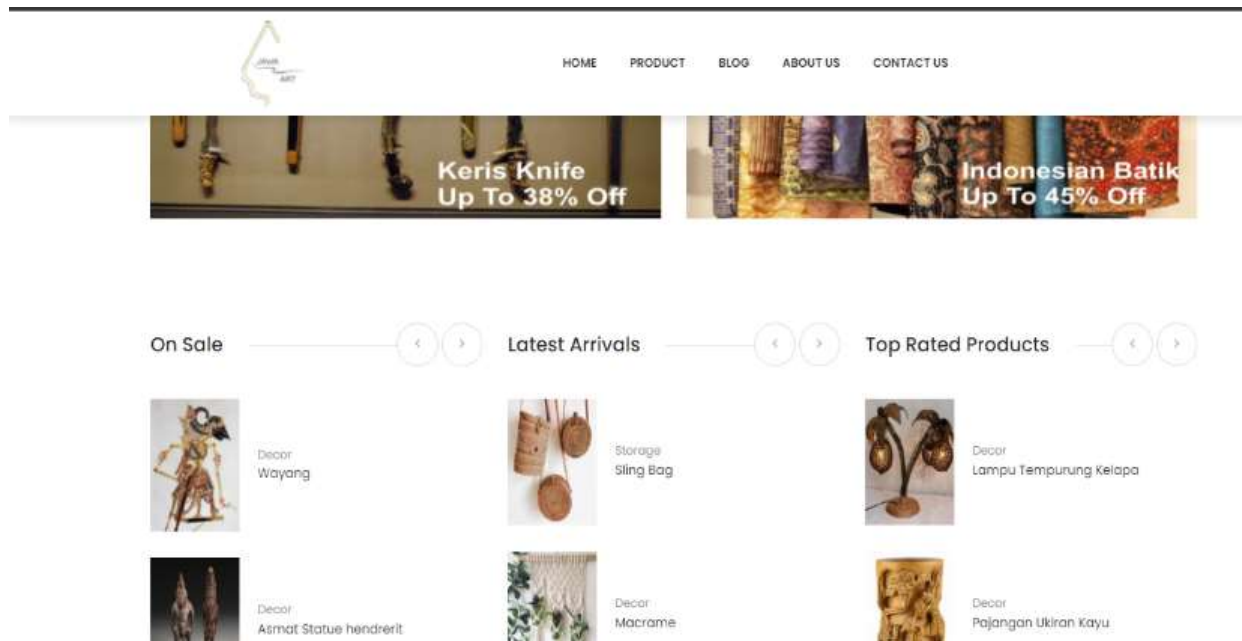 JAVA
ART
HOME PRODUCT BLOG ABOUT US CONTACT US
Keris Knife
Up To 38% Off
Indonesian Batik
Up To 45% Off
On Sale
Latest Arrivals
Top Rated Products
Decor
Wayang
Storage
Sling Bag
Decor
Lampu Tempurung Kelapa
Decor
Asmat Statue hendrerit
Decor
Macrame
Decor
Pajangan Ukiran Kayu